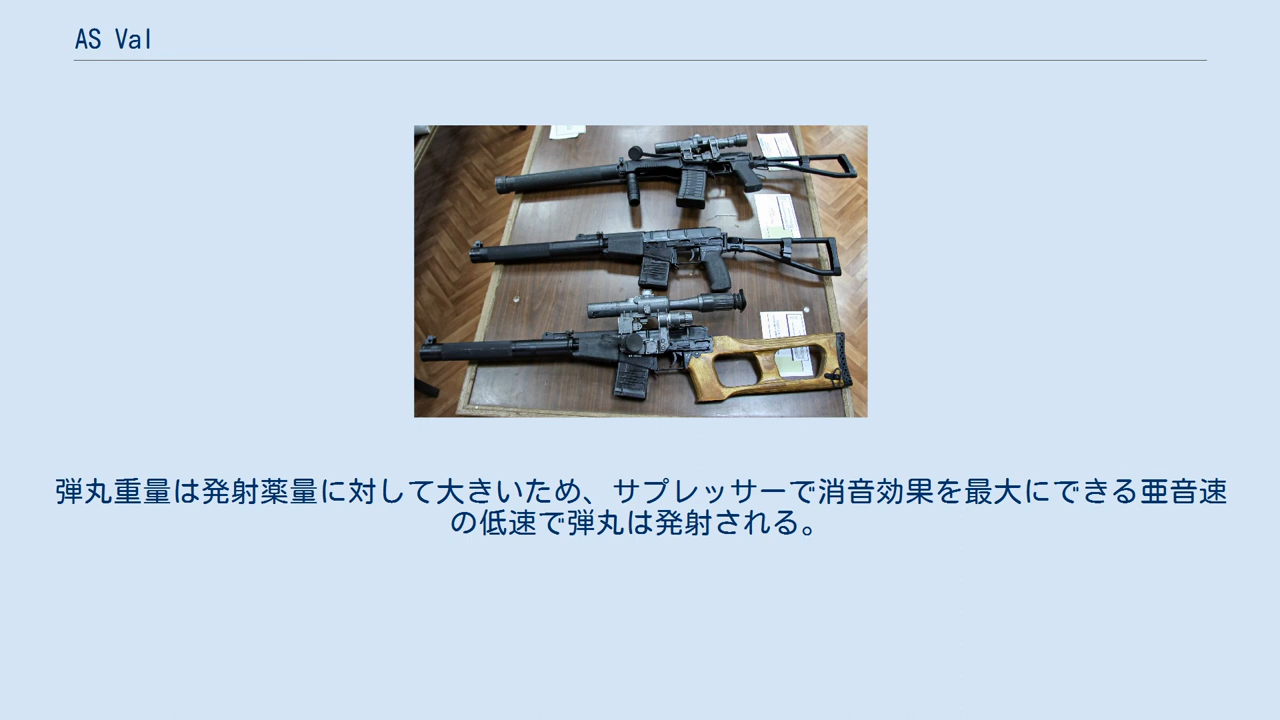 AS Val
弾丸重量は発射薬量に対して大きいため、サプレッサーで消音効果を最大にできる亜音速
の低速で弾丸は発射される。